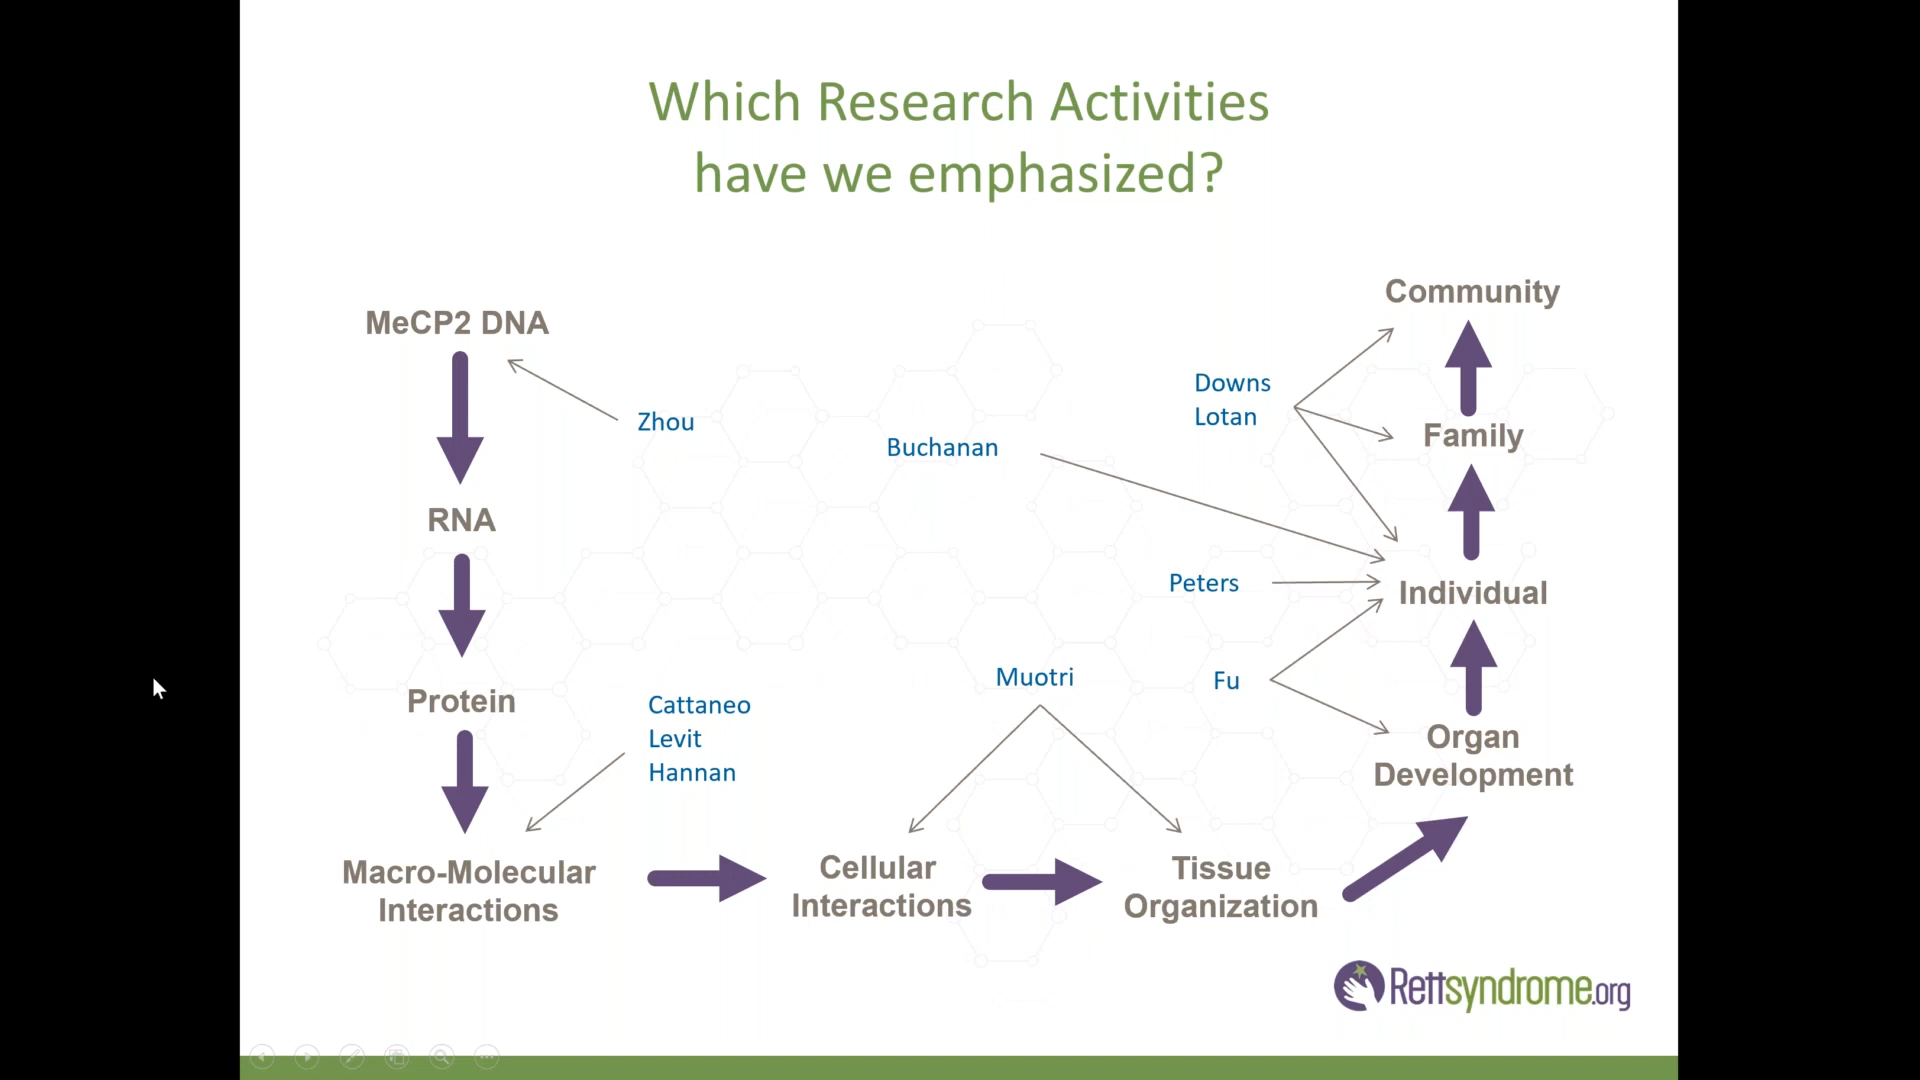 Which Research Activities
have we emphasized?
MeCP2 DNA
RNA
Protein
Macro-Molecular
Interactions
Zhou
Cattaneo
Levit
Hannan
Buchanan
Muotri
Cellular
Interactions
Tissue
Organization
Downs
Lotan
Peters
Fu
Community
Family
Individual
Organ
Development
Rettsyndrome.org